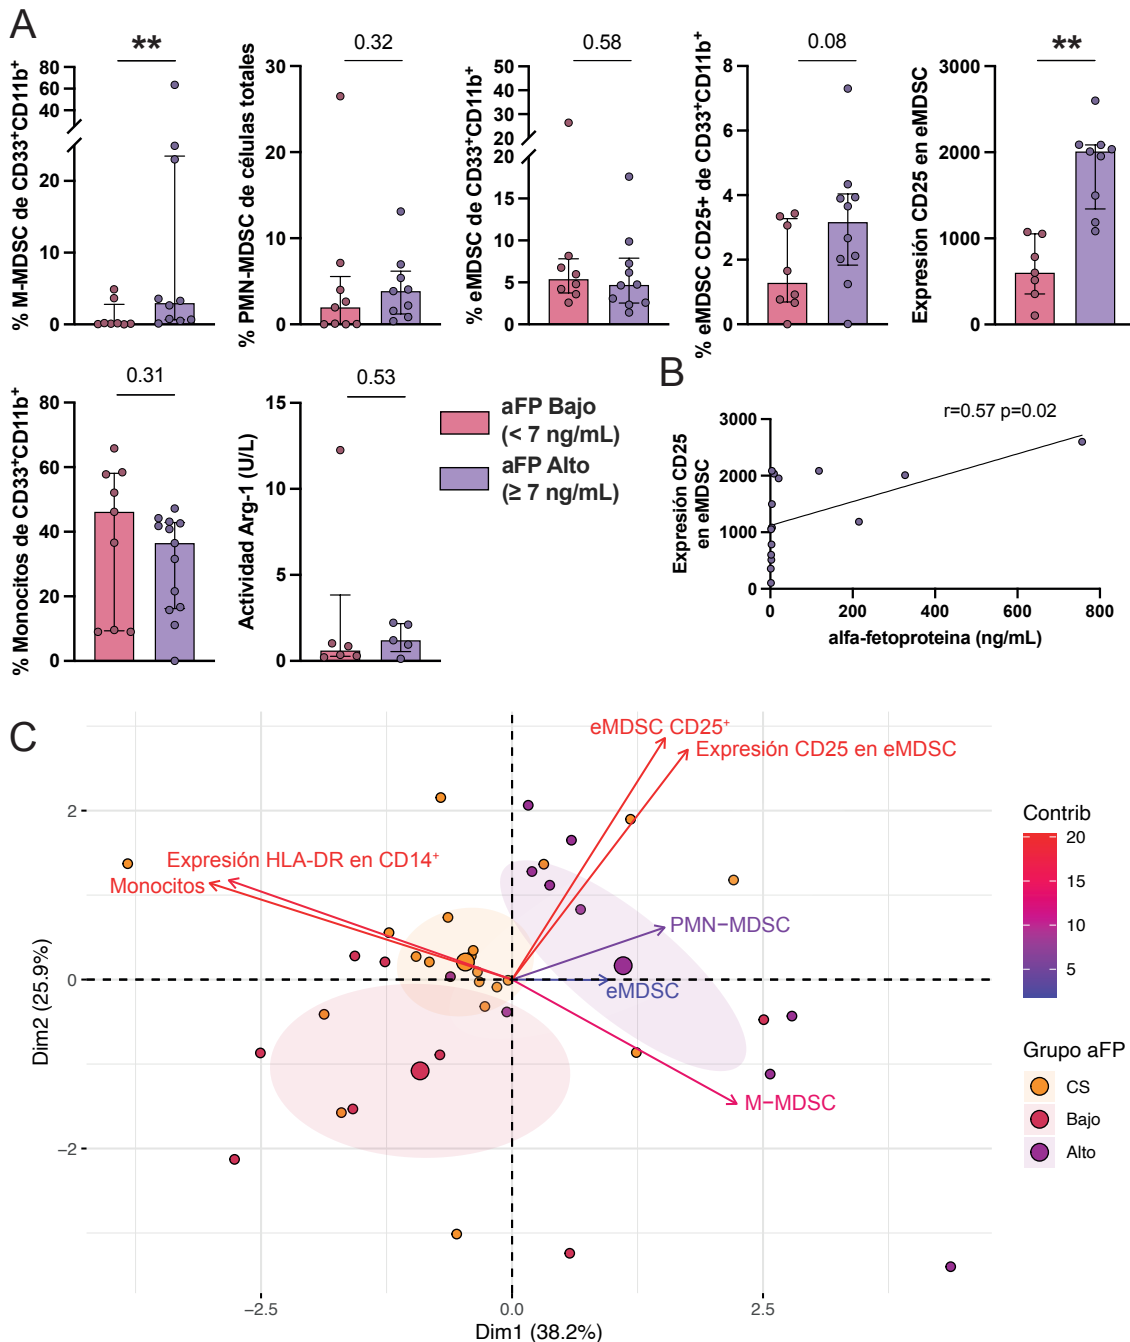 A
**
% M-MDSC de CD33⁺CD11b⁺
80
60
40
20
0
0.32
% PMN-MDSC de células totales
30
20
10
0
0.58
% eMDSC de CD33⁺CD11b⁺
50
40
30
20
20
15
10
5
0
0.08
% eMDSC CD25+ de CD33⁺CD11b⁺
8
6
4
2
0
**
Expresión CD25 en eMDSC
3000
2000
1000
0
0.31
% Monocitos de CD33⁺CD11b⁺
80
60
40
20
0
0.53
Actividad Arg-1 (U/L)
15
10
5
0
aFP Bajo
(< 7 ng/mL)
aFP Alto
(≥ 7 ng/mL)
B
r=0.57 p=0.02
Expresión CD25
en eMDSC
3000
2000
1000
0
0
200
400
600
800
alfa-fetoproteina (ng/mL)
C
eMDSC CD25⁺
Expresión CD25 en eMDSC
Expresión HLA-DR en CD14⁺
Monocitos
PMN−MDSC
eMDSC
M−MDSC
Dim2 (25.9%)
2
0
−2
−2.5
0.0
2.5
Dim1 (38.2%)
Contrib
20
15
10
5
Grupo aFP
CS
Bajo
Alto